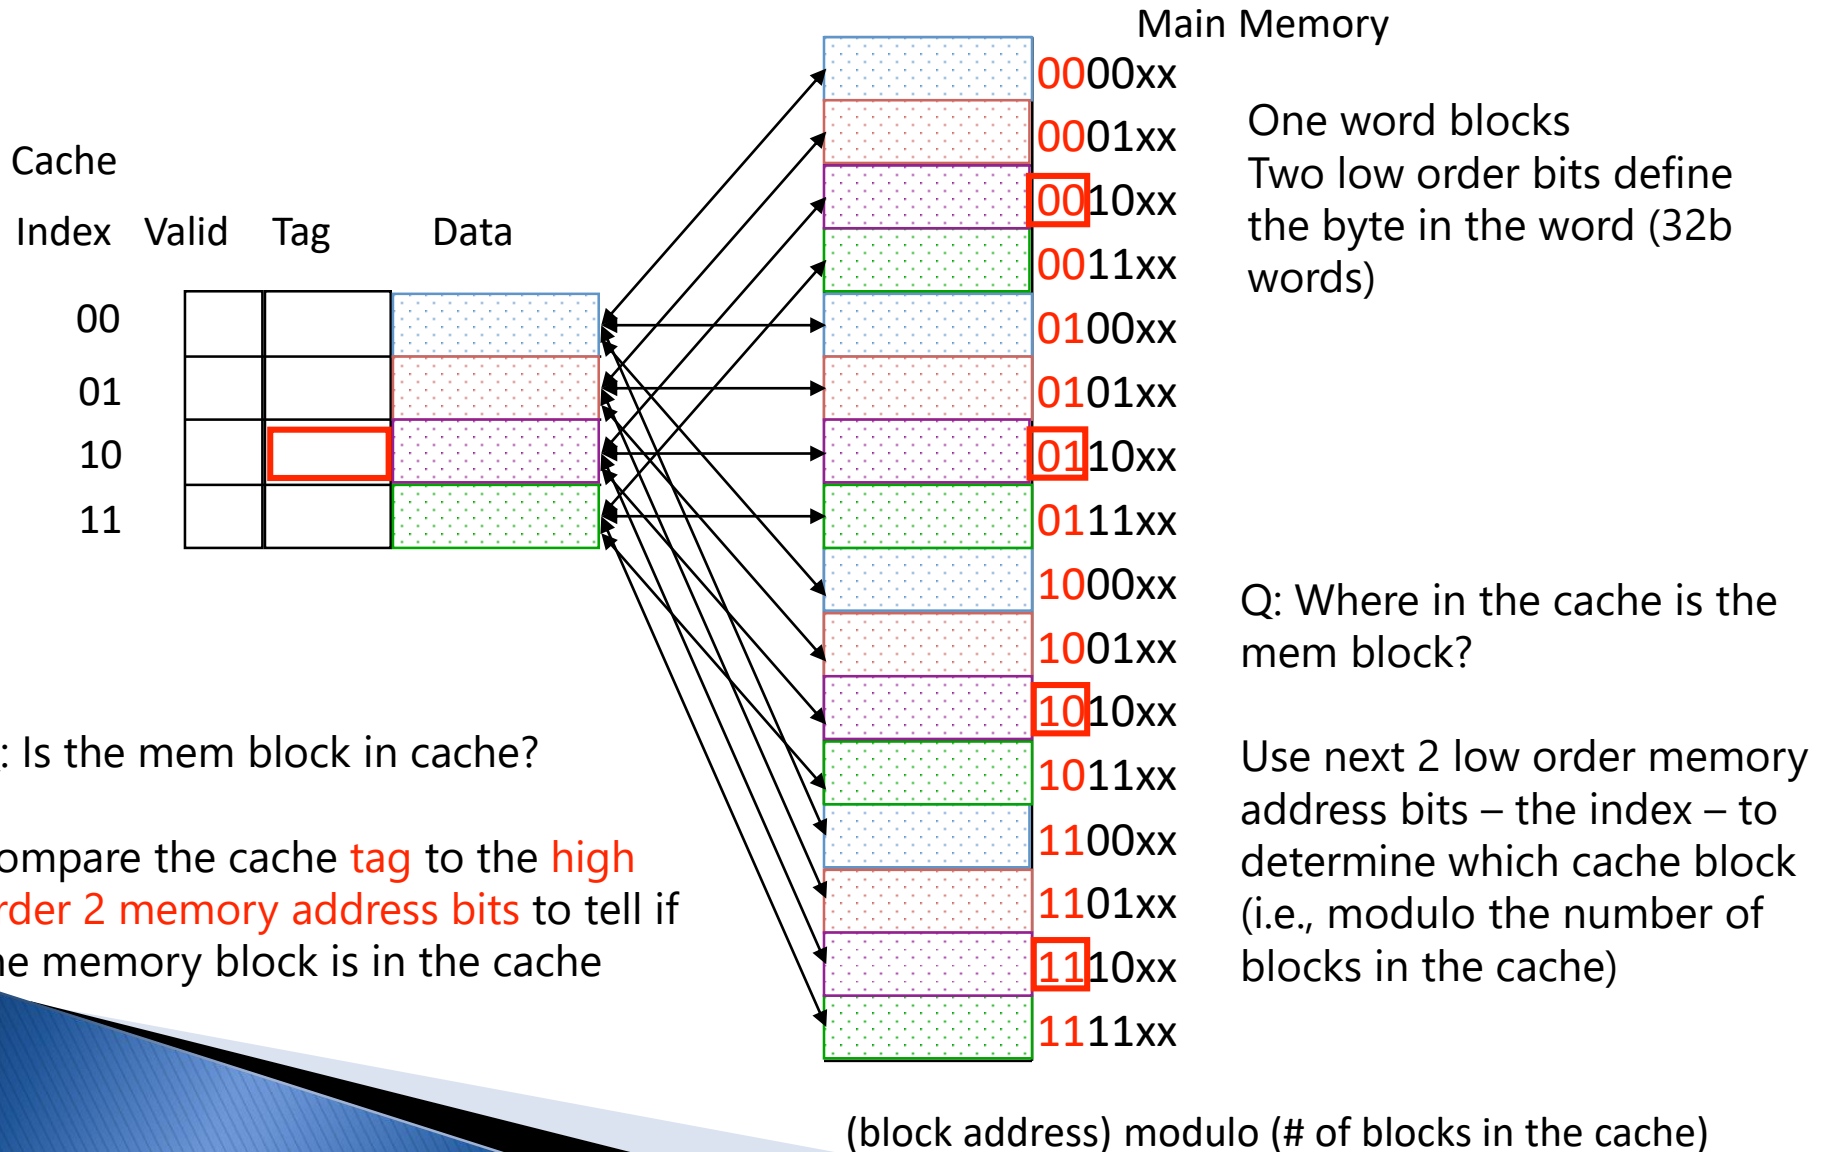 Main Memory
Cache
Index Valid Tag Data
00
01
10
11
0000xx
0001xx
0010xx
0011xx
0100xx
0101xx
0110xx
0111xx
1000xx
1001xx
1010xx
1011xx
1100xx
1101xx
1110xx
1111xx
One word blocks
Two low order bits define
the byte in the word (32b
words)
Q: Where in the cache is the
mem block?
Use next 2 low order memory
address bits – the index – to
determine which cache block
(i.e., modulo the number of
blocks in the cache)
: Is the mem block in cache?
ompare the cache tag to the high
rder 2 memory address bits to tell if
he memory block is in the cache
(block address) modulo (# of blocks in the cache)